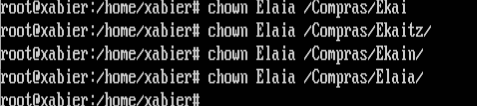 root@xabier:/home/xabier# chown Elaia /Compras/Ekai
root@xabier:/home/xabier# chown Elaia /Compras/Ekaitz/
root@xabier:/home/xabier# chown Elaia /Compras/Ekain/
root@xabier:/home/xabier# chown Elaia /Compras/Elaia/
root@xabier:/home/xabier#